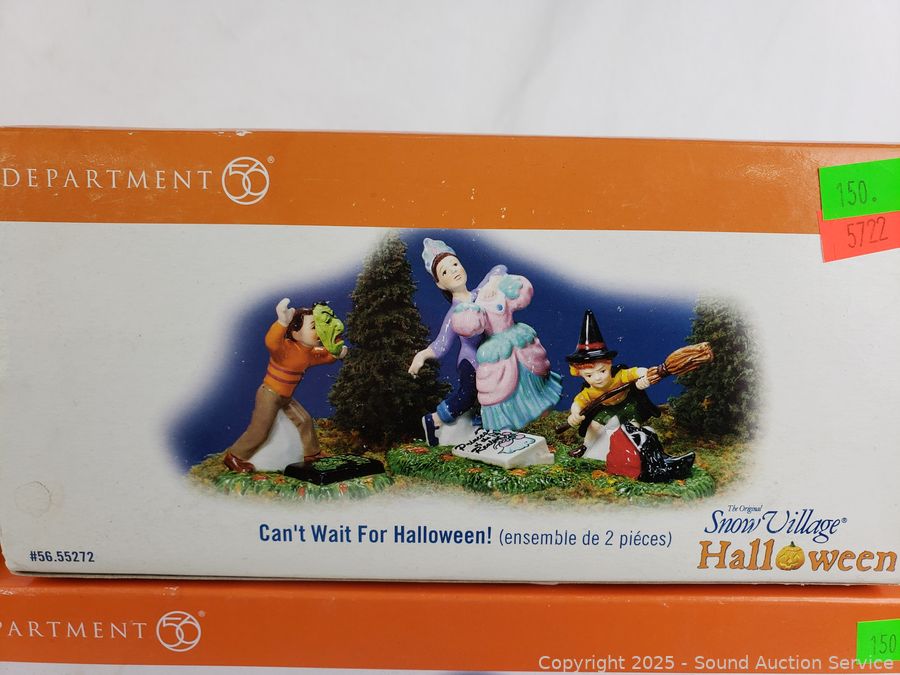 DEPARTMENT 56®
150.
5722
Can't Wait For Halloween! (ensemble de 2 piéces)
The Original
Snow Village®
Halloween
#56.55272
PARTMENT 56®
150
Copyright 2025 - Sound Auction Service